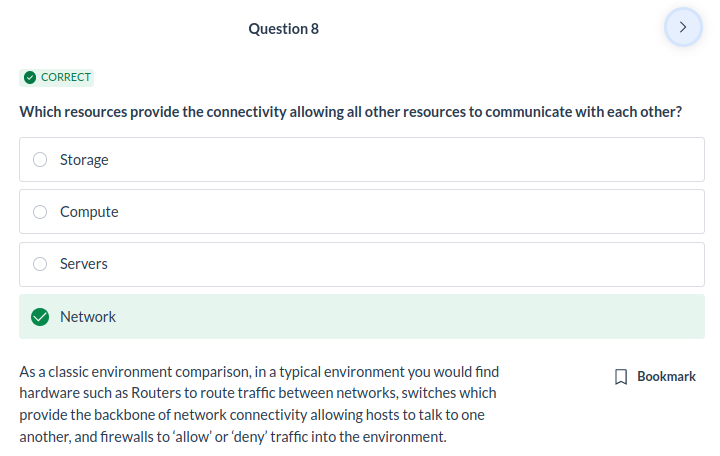 Question 8
CORRECT
Which resources provide the connectivity allowing all other resources to communicate with each other?
Storage
Compute
Servers
Network
As a classic environment comparison, in a typical environment you would find
hardware such as Routers to route traffic between networks, switches which
provide the backbone of network connectivity allowing hosts to talk to one
another, and firewalls to ‘allow’ or ‘deny’ traffic into the environment.
Bookmark